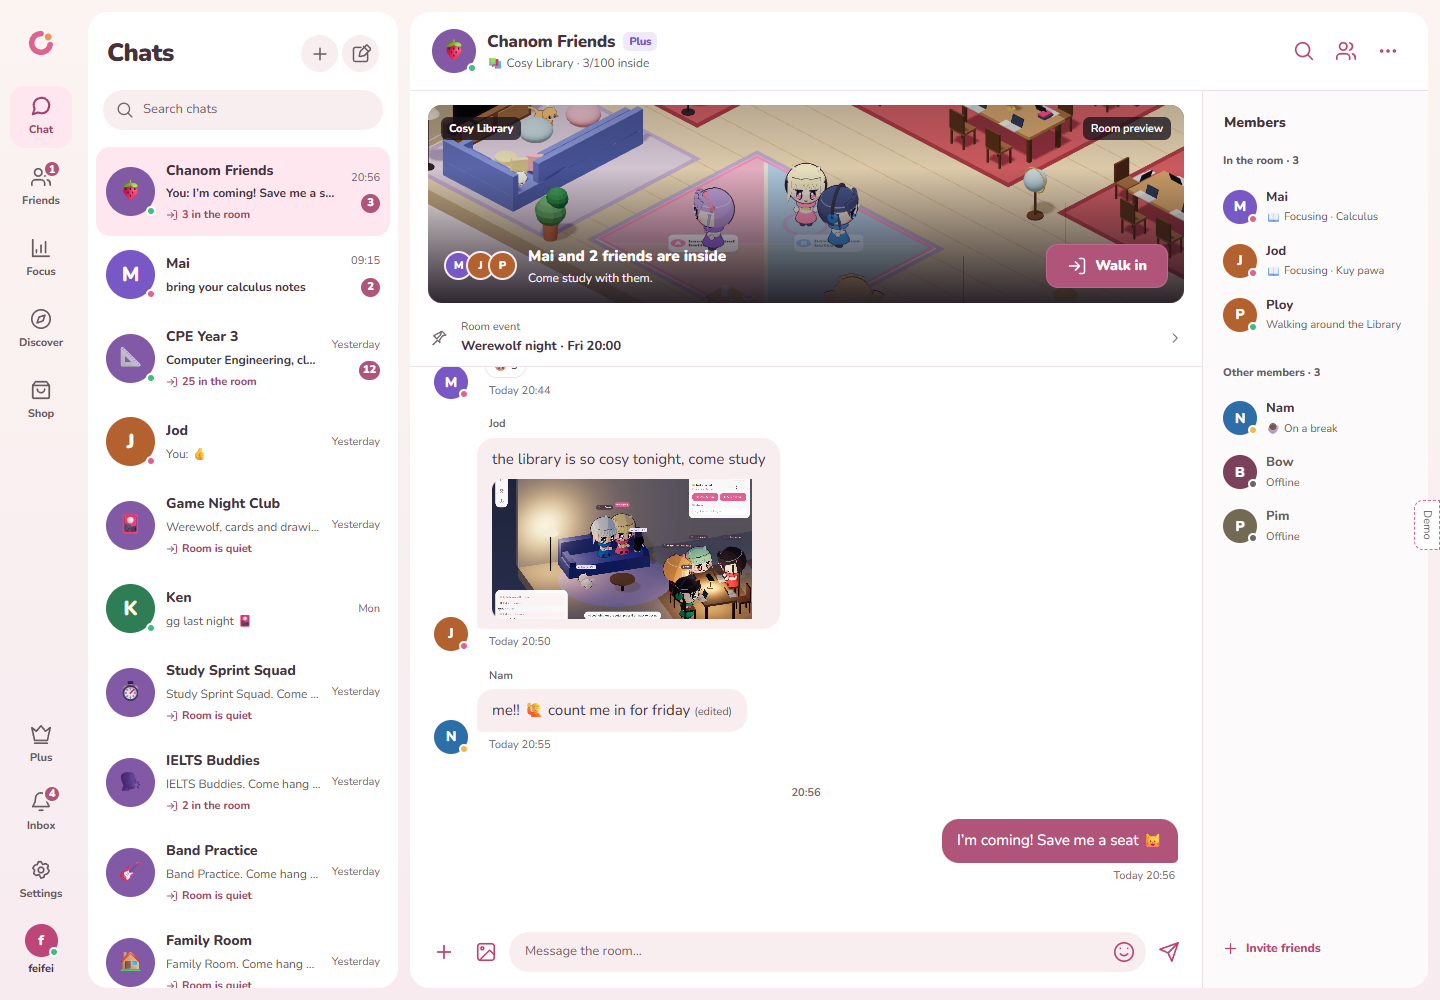 Chat
1
Friends
Focus
Discover
Shop
Plus
4
Inbox
Settings
f
feifei
Chats
Search chats
Chanom Friends
20:56
You: I'm coming! Save me a s...
3
3 in the room
M
Mai
09:15
bring your calculus notes
2
CPE Year 3
Yesterday
Computer Engineering, cl...
12
25 in the room
J
Jod
Yesterday
You: 👍
Game Night Club
Werewolf, cards and drawi...
Yesterday
Room is quiet
K
Ken
Mon
gg last night 🎴
Study Sprint Squad
Study Sprint Squad. Come ...
Yesterday
Room is quiet
IELTS Buddies
IELTS Buddies. Come hang ...
Yesterday
2 in the room
Band Practice
Band Practice. Come hang ...
Yesterday
Room is quiet
Family Room
Family Room. Come hang ...
Yesterday
Room is quiet
Chanom Friends Plus
Cosy Library · 3/100 inside
Cosy Library
Room preview
M J P
Mai and 2 friends are inside
Come study with them.
Walk in
Room event
Werewolf night · Fri 20:00
M
Today 20:44
Jod
the library is so cosy tonight, come study
J
Today 20:50
Nam
me!! count me in for friday (edited)
N
Today 20:55
20:56
I'm coming! Save me a seat
Today 20:56
Message the room...
Members
In the room · 3
M
Mai
Focusing · Calculus
J
Jod
Focusing · Kuy pawa
P
Ploy
Walking around the Library
Other members · 3
N
Nam
On a break
B
Bow
Offline
P
Pim
Offline
Demo
Invite friends